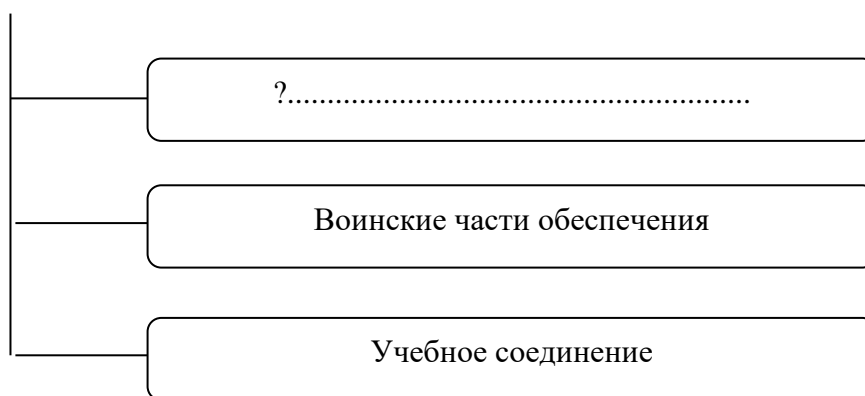 ?..........................................................
Воинские части обеспечения
Учебное соединение